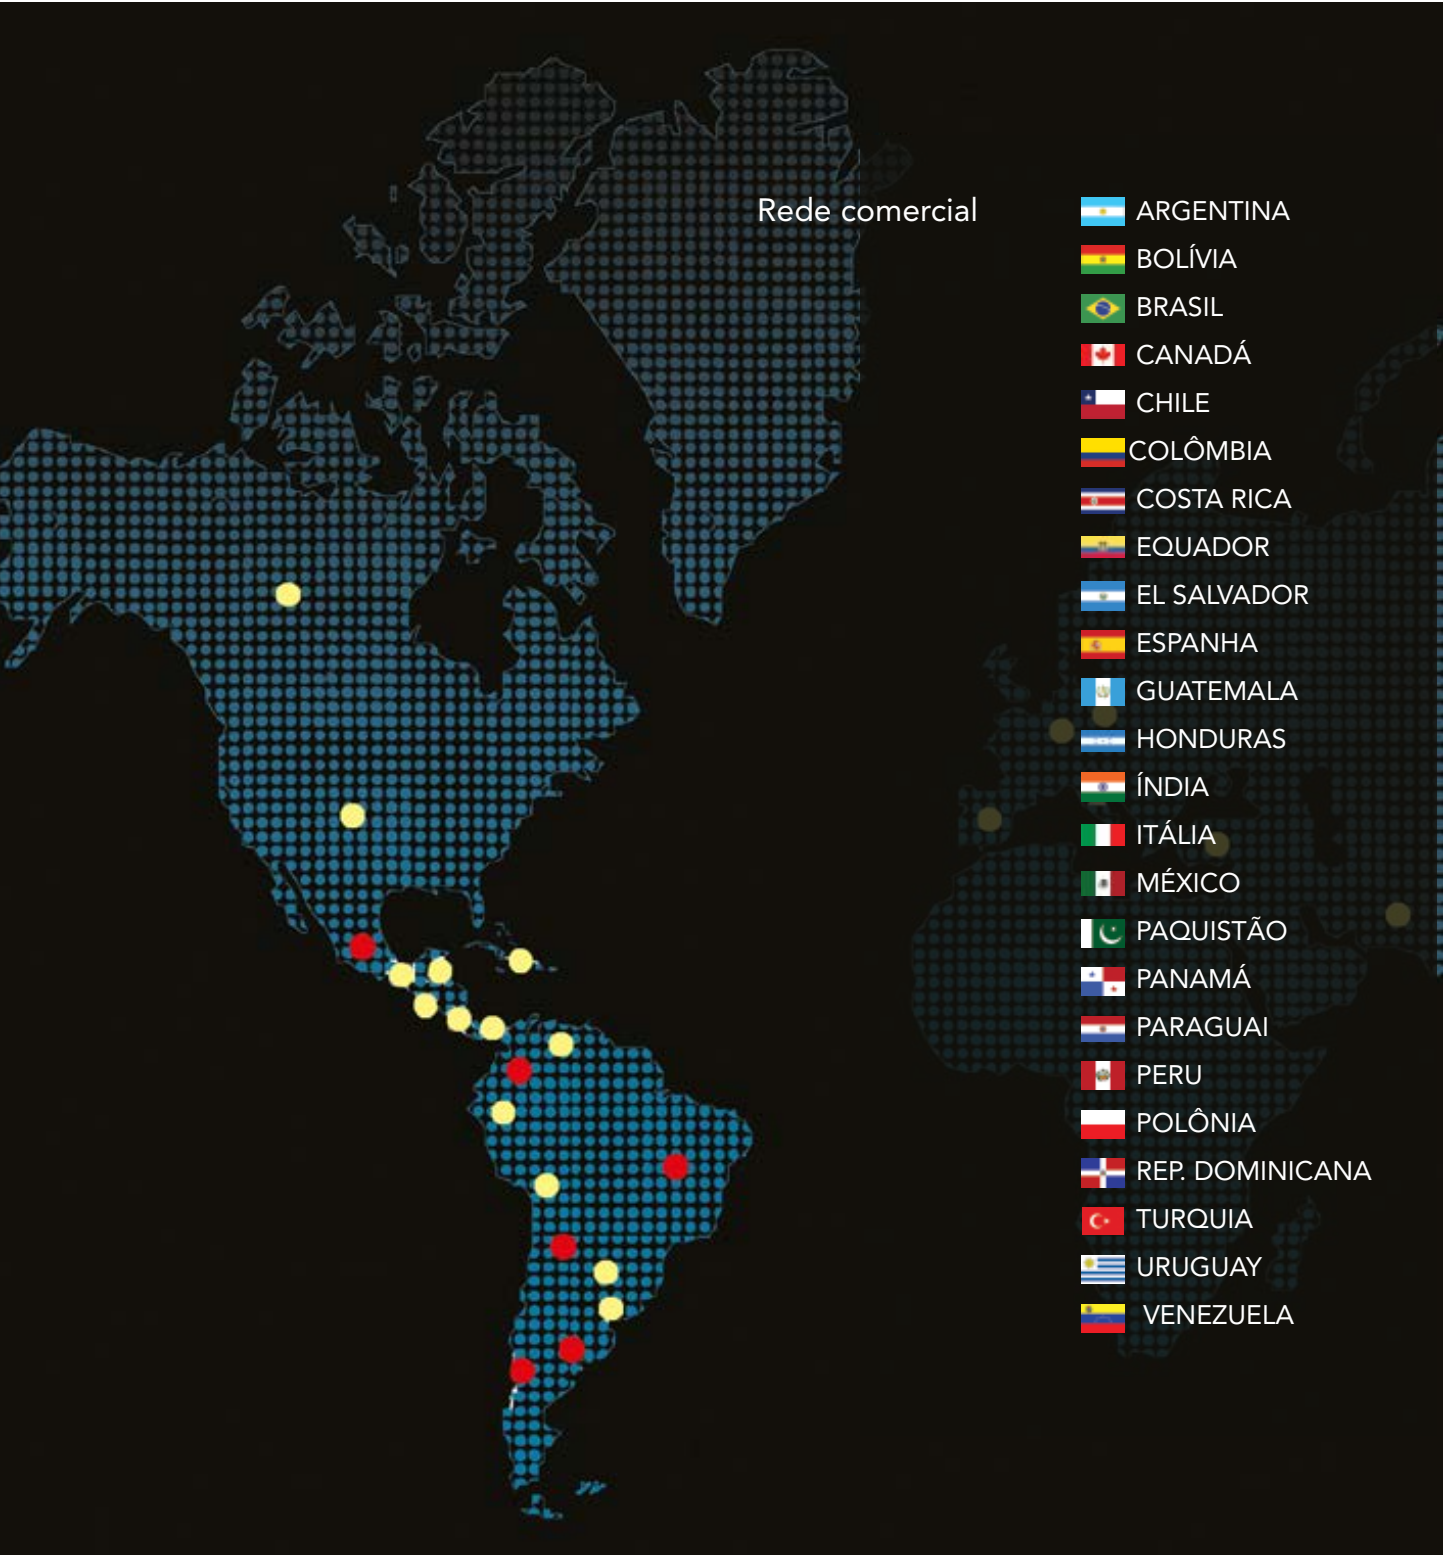 Rede comercial
ARGENTINA
BOLÍVIA
BRASIL
CANADÁ
CHILE
COLÔMBIA
COSTA RICA
EQUADOR
EL SALVADOR
ESPANHA
GUATEMALA
HONDURAS
ÍNDIA
ITÁLIA
MÉXICO
PAQUISTÃO
PANAMÁ
PARAGUAI
PERU
POLÔNIA
REP. DOMINICANA
TURQUIA
URUGUAY
VENEZUELA